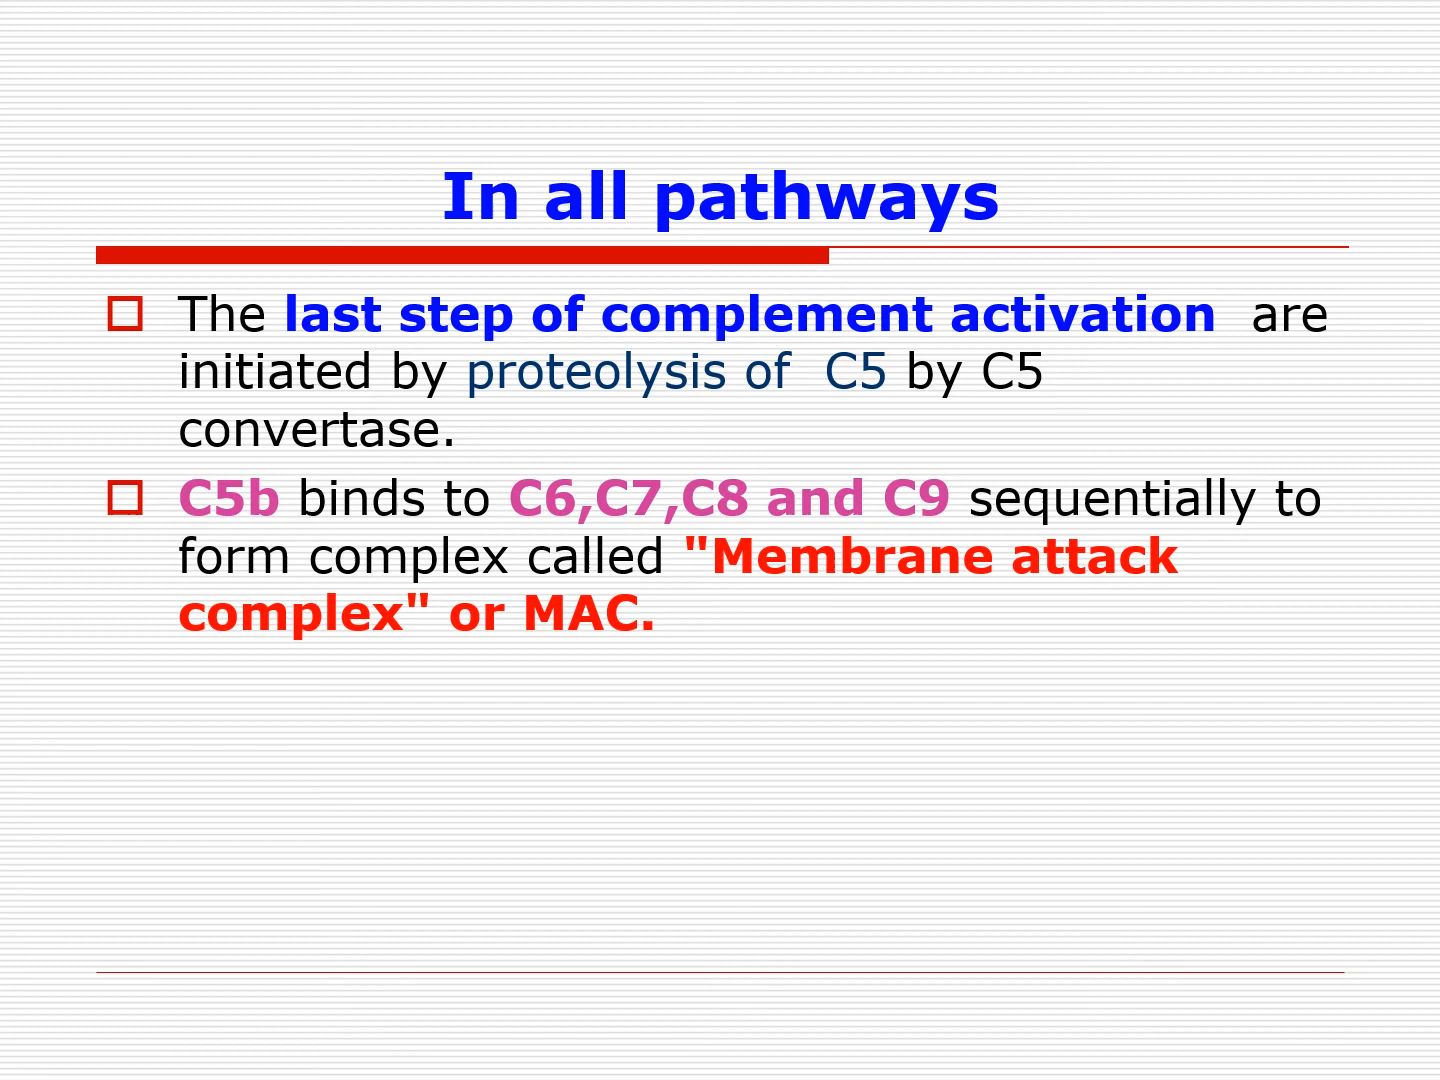 In all pathways
The last step of complement activation  are
initiated by proteolysis of  C5 by C5
convertase.
C5b binds to C6,C7,C8 and C9 sequentially to
form complex called "Membrane attack
complex" or MAC.